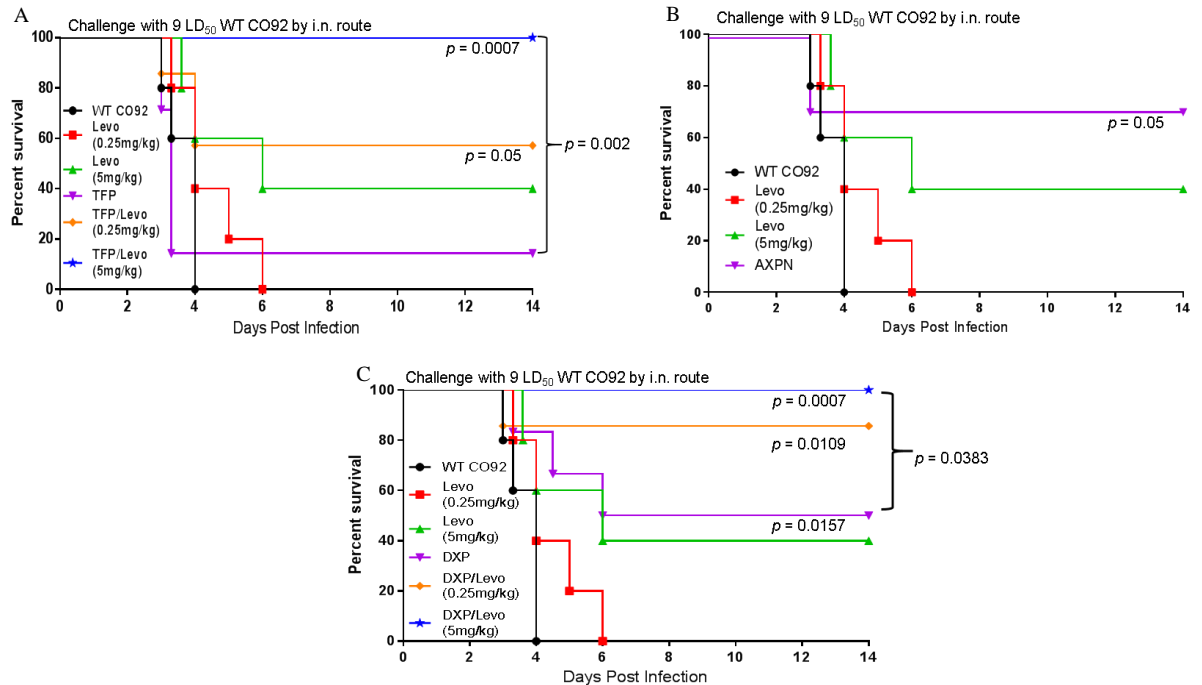 A
Challenge with 9 LD50 WT CO92 by i.n. route
Percent survival
100
80
60
40
20
0
p = 0.0007
p = 0.05
p = 0.002
WT CO92
Levo
(0.25mg/kg)
Levo
(5mg/kg)
TFP
TFP/Levo
(0.25mg/kg)
TFP/Levo
(5mg/kg)
0 2 4 6 8 10 12 14
Days Post Infection
B
Challenge with 9 LD50 WT CO92 by i.n. route
Percent survival
100
80
60
40
20
0
p = 0.05
WT CO92
Levo
(0.25mg/kg)
Levo
(5mg/kg)
AXPN
0 2 4 6 8 10 12 14
Days Post Infection
C
Challenge with 9 LD50 WT CO92 by i.n. route
Percent survival
100
80
60
40
20
0
p = 0.0007
p = 0.0109
p = 0.0383
p = 0.0157
WT CO92
Levo
(0.25mg/kg)
Levo
(5mg/kg)
DXP
DXP/Levo
(0.25mg/kg)
DXP/Levo
(5mg/kg)
0 2 4 6 8 10 12 14
Days Post Infection